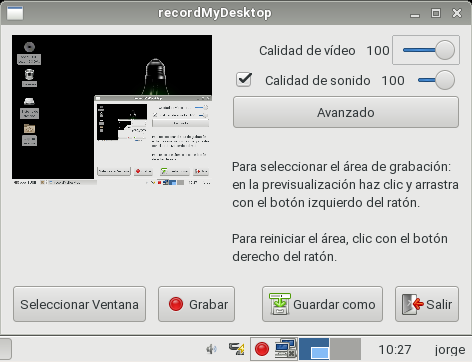 recordMyDesktop
Calidad de vídeo 100
Calidad de sonido 100
Avanzado
Para seleccionar el área de grabación:
en la previsualización haz clic y arrastra
con el botón izquierdo del ratón.
Para reiniciar el área, clic con el botón
derecho del ratón.
Seleccionar Ventana
Grabar
Guardar como
Salir
10:27 jorge